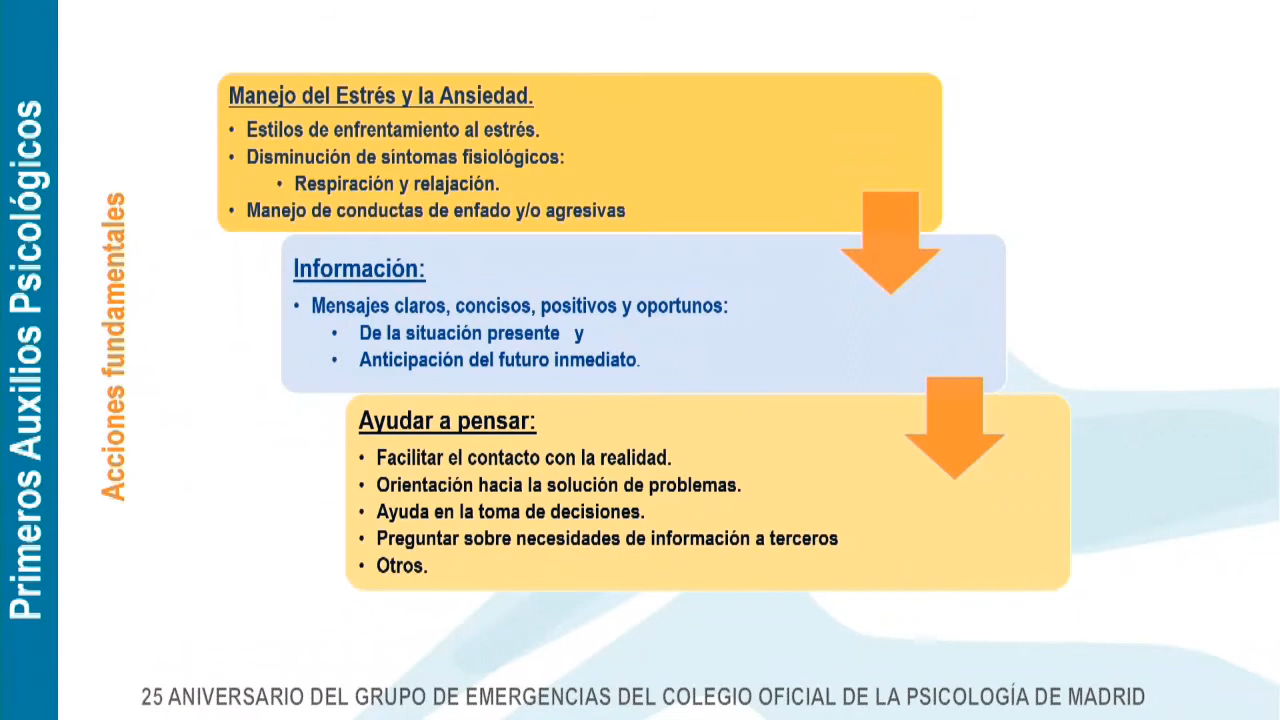 Primeros Auxilios Psicológicos
Acciones fundamentales
Manejo del Estrés y la Ansiedad.
• Estilos de enfrentamiento al estrés.
• Disminución de síntomas fisiológicos:
• Respiración y relajación.
• Manejo de conductas de enfado y/o agresivas
Información:
• Mensajes claros, concisos, positivos y oportunos:
• De la situación presente y
• Anticipación del futuro inmediato.
Ayudar a pensar:
• Facilitar el contacto con la realidad.
• Orientación hacia la solución de problemas.
• Ayuda en la toma de decisiones.
• Preguntar sobre necesidades de información a terceros
• Otros.
25 ANIVERSARIO DEL GRUPO DE EMERGENCIAS DEL COLEGIO OFICIAL DE LA PSICOLOGÍA DE MADRID